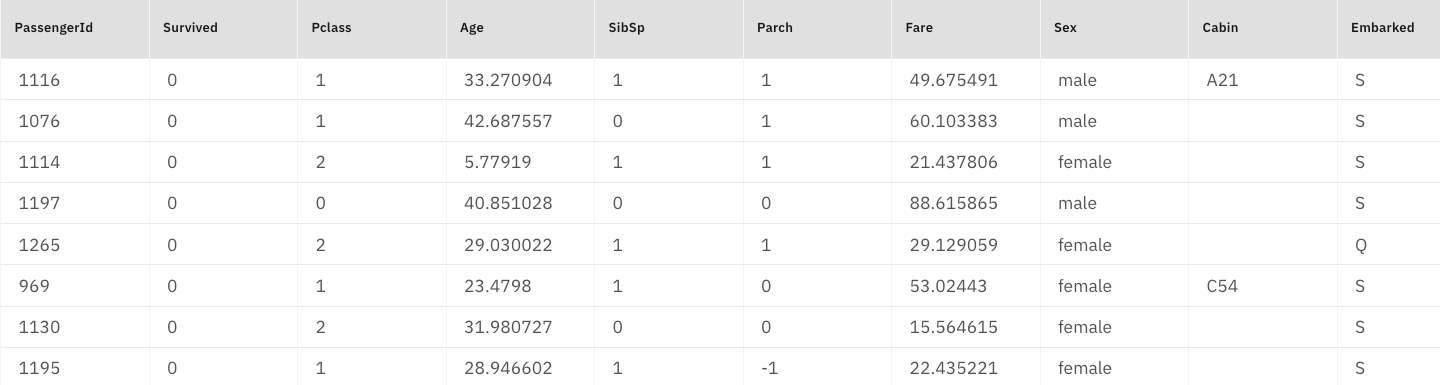 PassengerId Survived Pclass Age SibSp Parch Fare Sex Cabin Embarked
1116 0 1 33.270904 1 1 49.675491 male A21 S
1076 0 1 42.687557 0 1 60.103383 male S
1114 0 2 5.77919 1 1 21.437806 female S
1197 0 0 40.851028 0 0 88.615865 male S
1265 0 2 29.030022 1 1 29.129059 female Q
969 0 1 23.4798 1 0 53.02443 female C54 S
1130 0 2 31.980727 0 0 15.564615 female S
1195 0 1 28.946602 1 -1 22.435221 female S